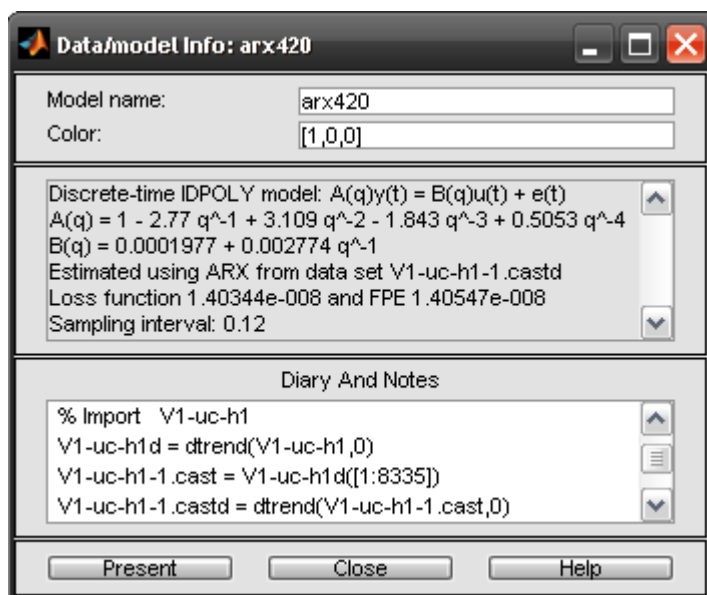 Data/model Info: arx420
Model name: arx420
Color: [1,0,0]
Discrete-time IDPOLY model: A(q)y(t) = B(q)u(t) + e(t)
A(q) = 1 - 2.77 q^-1 + 3.109 q^-2 - 1.843 q^-3 + 0.5053 q^-4
B(q) = 0.0001977 + 0.002774 q^-1
Estimated using ARX from data set V1-uc-h1-1.castd
Loss function 1.40344e-008 and FPE 1.40547e-008
Sampling interval: 0.12
Diary And Notes
% Import   V1-uc-h1
V1-uc-h1d = dtrend(V1-uc-h1,0)
V1-uc-h1-1.cast = V1-uc-h1d([1:8335])
V1-uc-h1-1.castd = dtrend(V1-uc-h1-1.cast,0)
Present Close Help